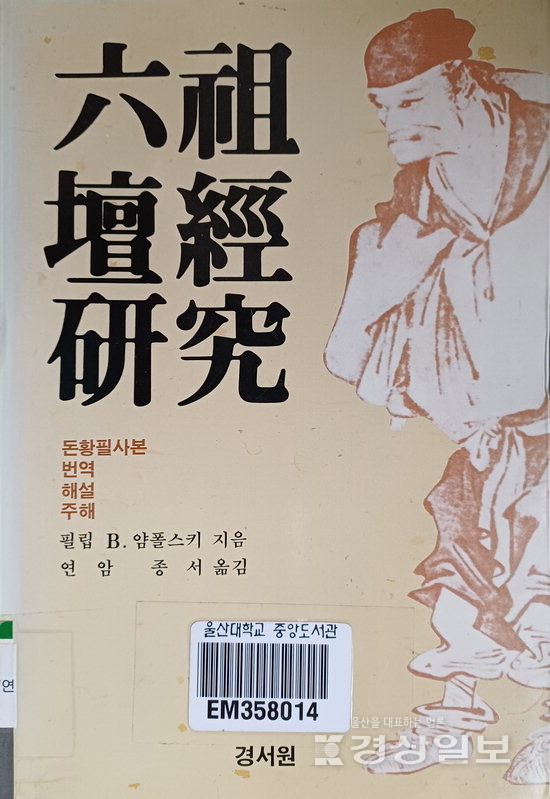 六祖
壇經
研究
돈황필사본
번역
해설
주해
필립 B. 얌폴스키 지음
연암 종서 옮김
울산대학교 중앙도서관
EM358014
연
울산을 대표하는 언론
경상일보
경서원